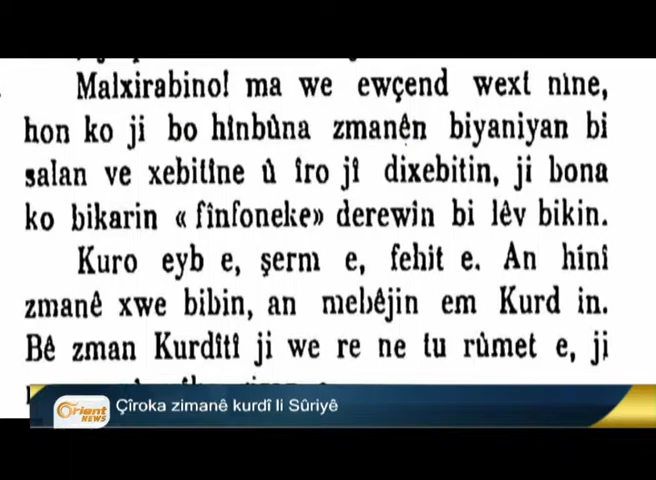 Malxirabino! ma we ewçend wext nîne,
hon ko ji bo hînbûna zmanên biyaniyan bi
salan ve xebitîne û îro jî dixebitin, ji bona
ko bikarin « fînfoneke» derewîn bi lêv bikin.
Kuro eyb e, şerm e, fehit e. An hînî
zmanê xwe bibin, an mebêjin em Kurd in.
Bê zman Kurdîtî ji we re ne tu rûmet e, ji
Orient NEWS
Çîroka zimanê kurdî li Sûriyê